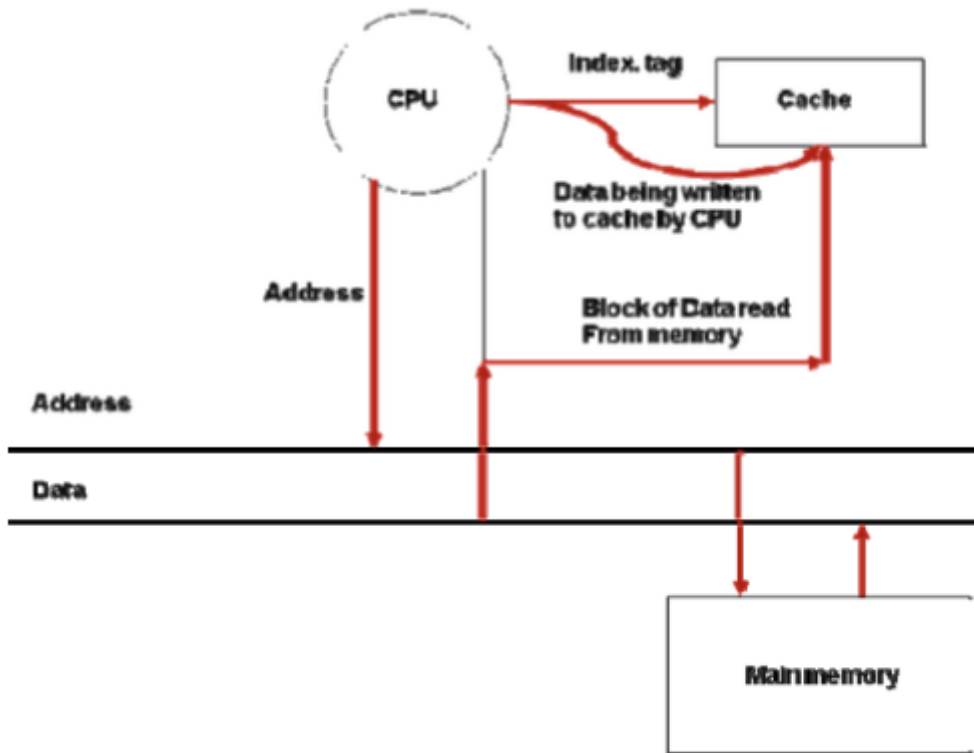 Index. tag
CPU
Cache
Data being written
to cache by CPU
Address
Block of Data read
From memory
Address
Data
Main memory